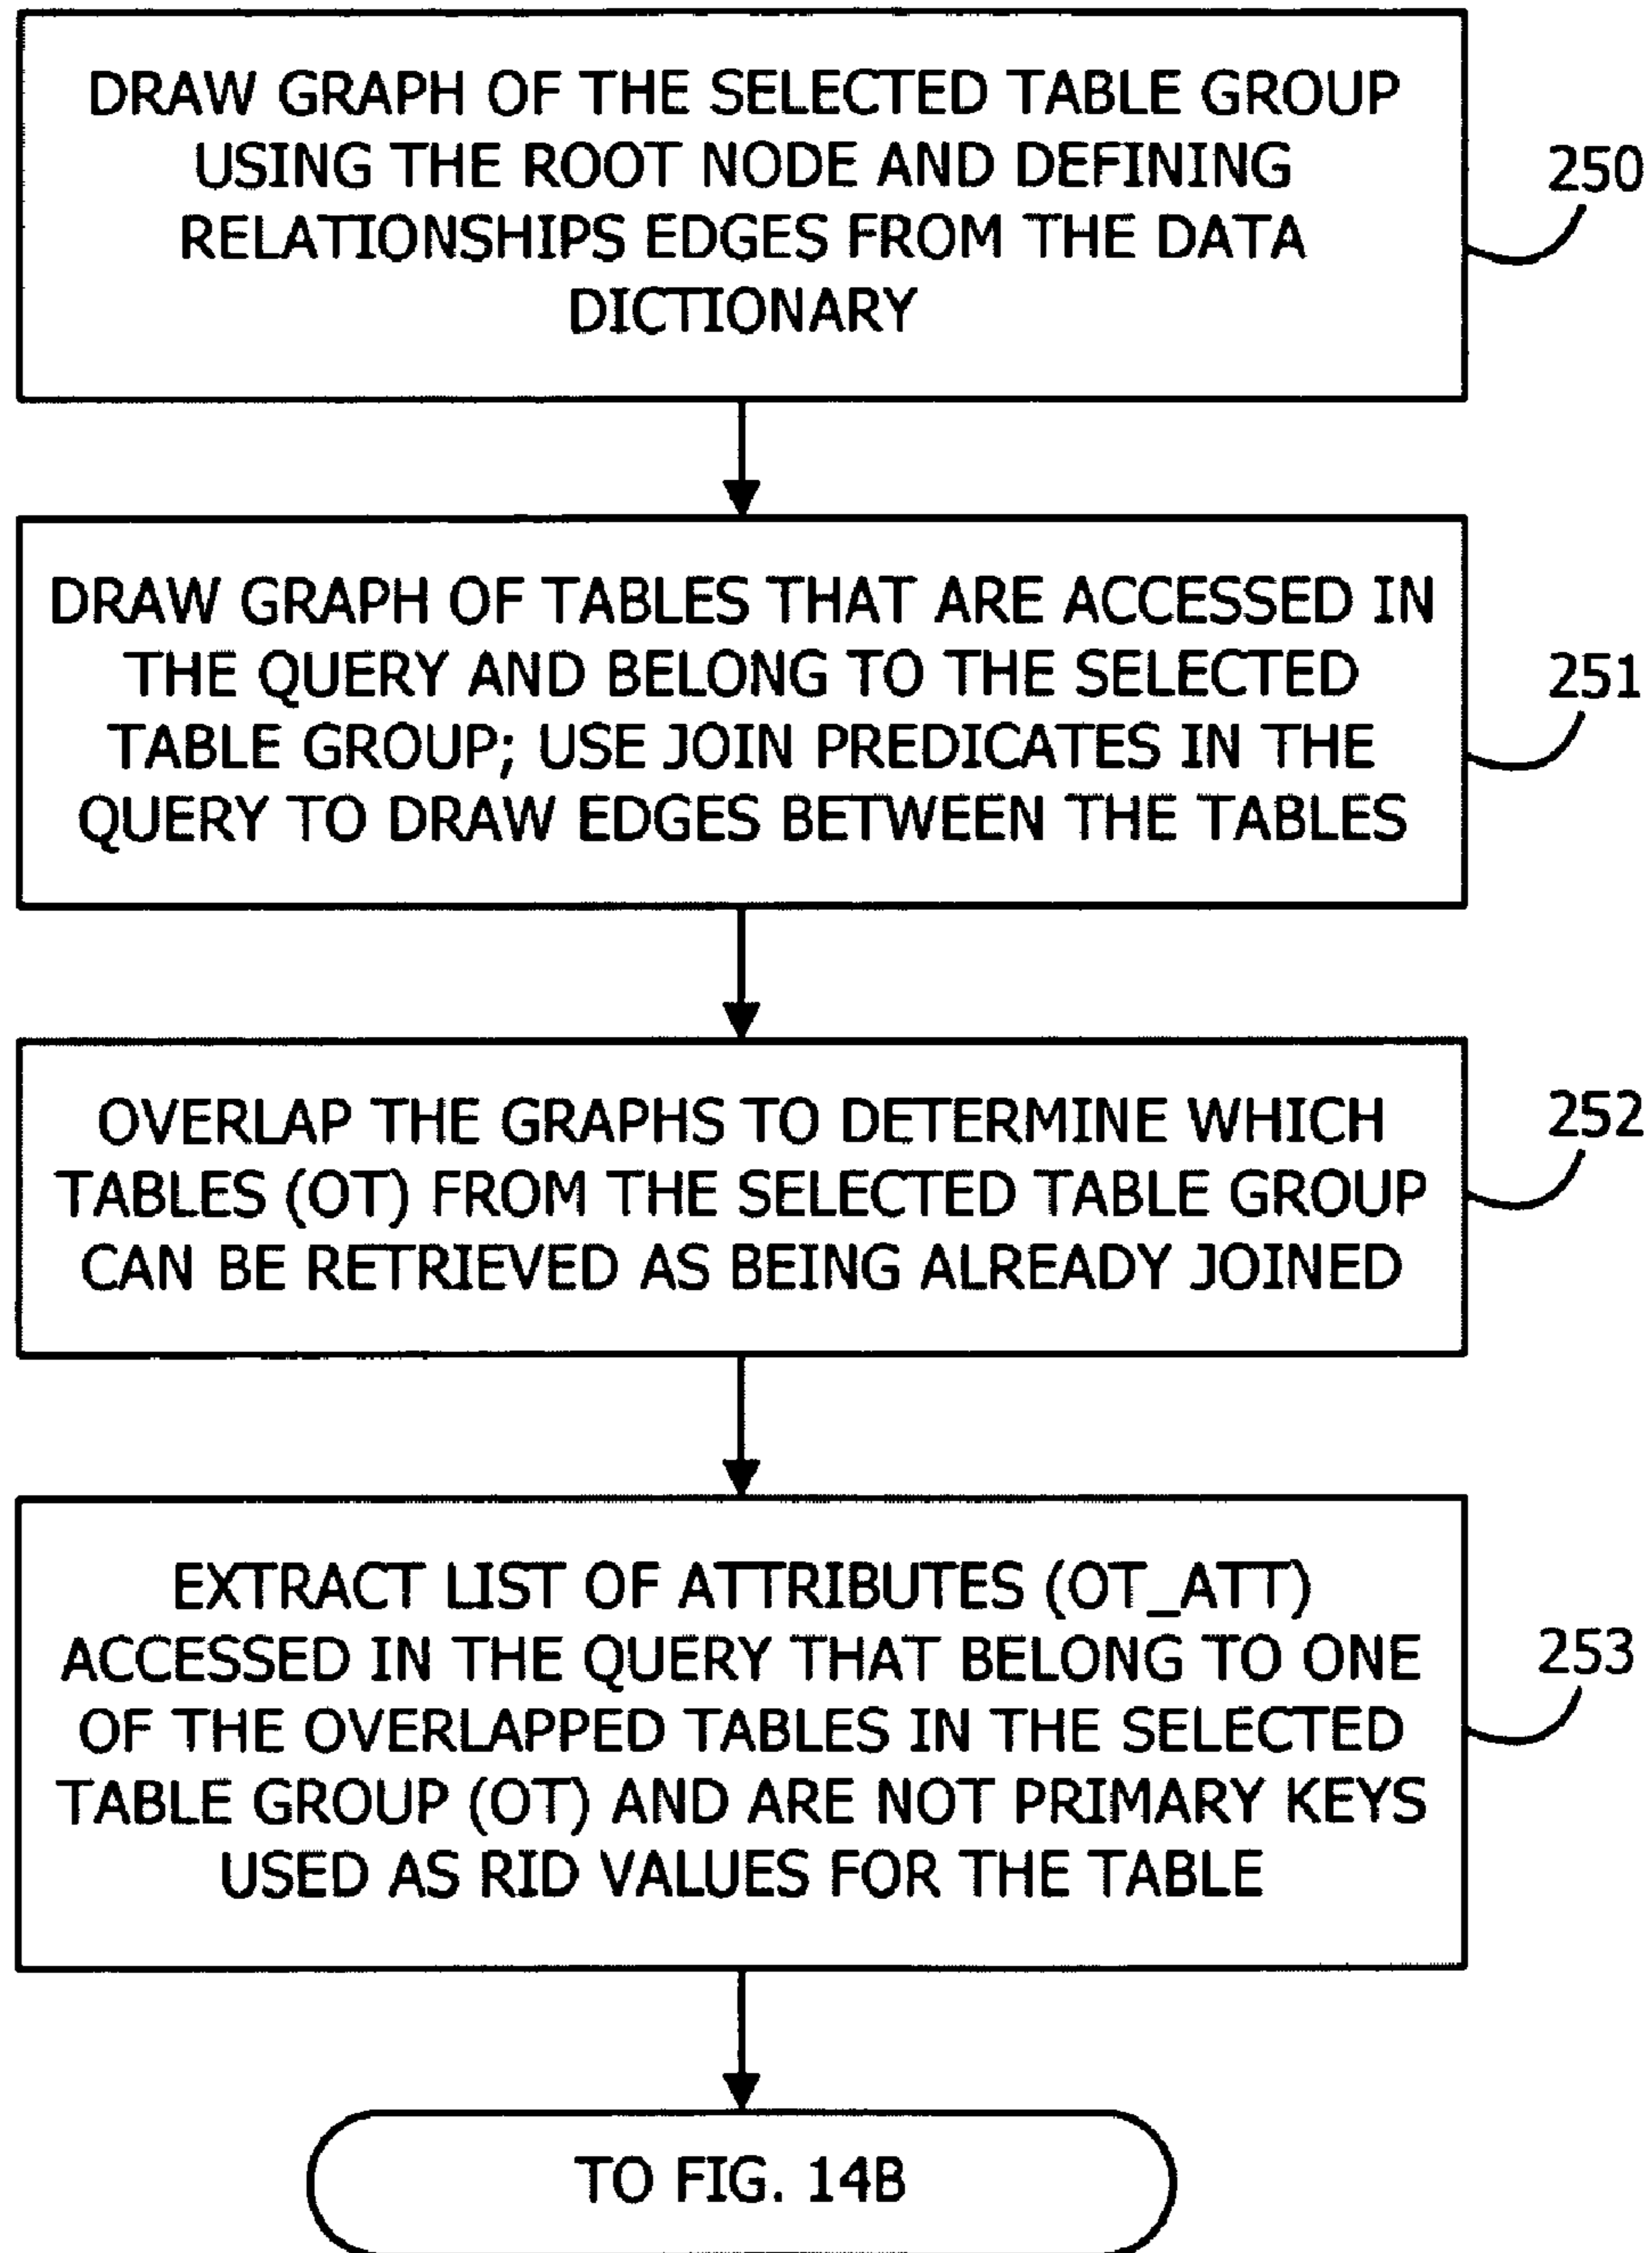 DRAW GRAPH OF THE SELECTED TABLE GROUP
USING THE ROOT NODE AND DEFINING
RELATIONSHIPS EDGES FROM THE DATA
DICTIONARY
250
DRAW GRAPH OF TABLES THAT ARE ACCESSED IN
THE QUERY AND BELONG TO THE SELECTED
TABLE GROUP; USE JOIN PREDICATES IN THE
QUERY TO DRAW EDGES BETWEEN THE TABLES
251
OVERLAP THE GRAPHS TO DETERMINE WHICH
TABLES (OT) FROM THE SELECTED TABLE GROUP
CAN BE RETRIEVED AS BEING ALREADY JOINED
252
EXTRACT LIST OF ATTRIBUTES (OT_ATT)
ACCESSED IN THE QUERY THAT BELONG TO ONE
OF THE OVERLAPPED TABLES IN THE SELECTED
TABLE GROUP (OT) AND ARE NOT PRIMARY KEYS
USED AS RID VALUES FOR THE TABLE
253
TO FIG. 14B